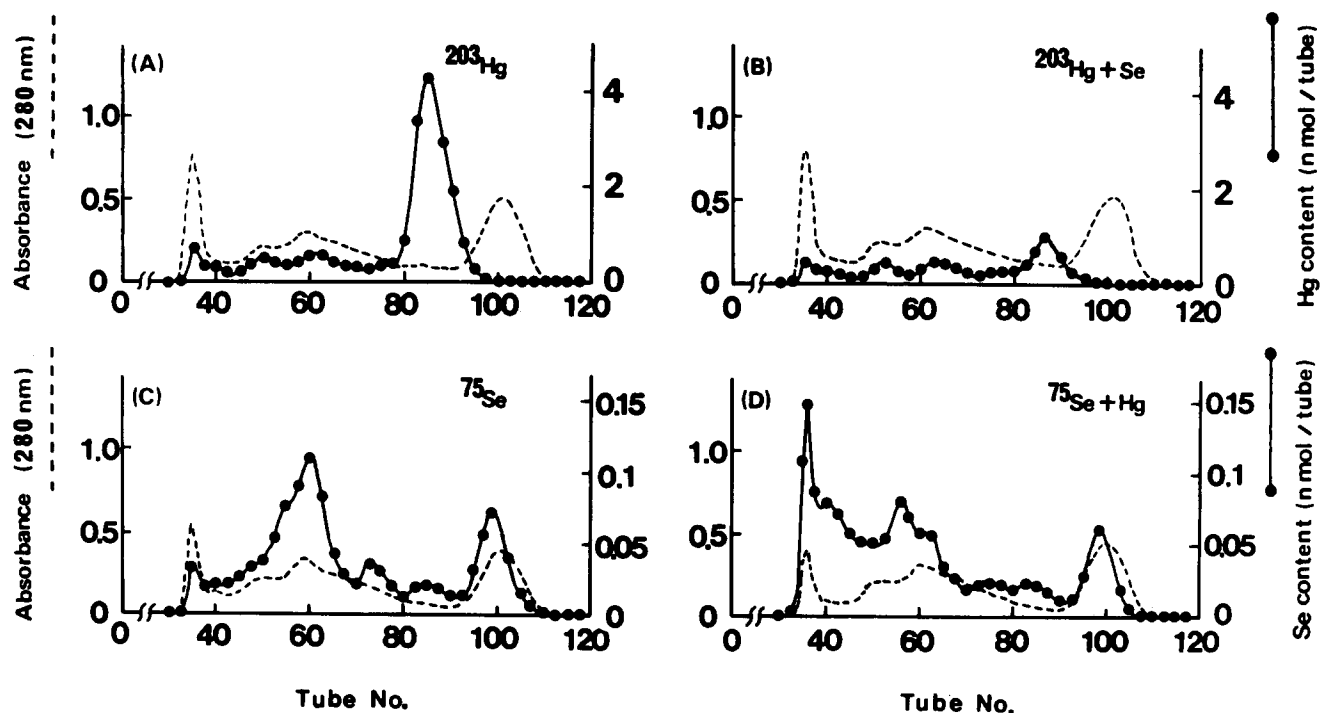 Absorbance (280 nm)
(A)
203Hg
1.0
0.5
0
4
2
0
0 40 60 80 100 120
(B)
203Hg + Se
1.0
0.5
0
4
2
0
0 40 60 80 100 120
Hg content (n mol / tube)
Absorbance (280 nm)
(C)
75Se
1.0
0.5
0
0.15
0.1
0.05
0
0 40 60 80 100 120
Tube No.
(D)
75Se + Hg
1.0
0.5
0
0.15
0.1
0.05
0
0 40 60 80 100 120
Tube No.
Se content (n mol / tube)